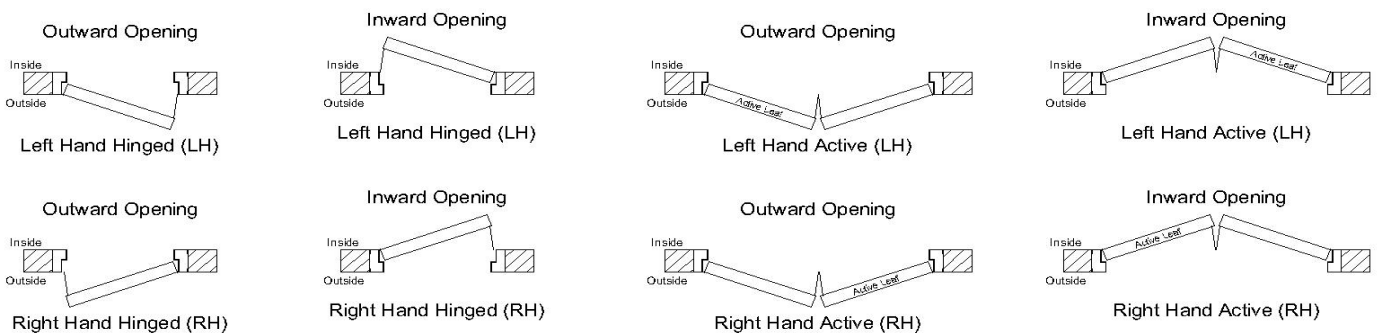 Outward Opening
Inside
Outside
Left Hand Hinged (LH)
Inward Opening
Inside
Outside
Left Hand Hinged (LH)
Outward Opening
Inside
Outside
Active Leaf
Left Hand Active (LH)
Inward Opening
Inside
Outside
Active Leaf
Left Hand Active (LH)
Outward Opening
Inside
Outside
Right Hand Hinged (RH)
Inward Opening
Inside
Outside
Right Hand Hinged (RH)
Outward Opening
Inside
Outside
Active Leaf
Right Hand Active (RH)
Inward Opening
Inside
Outside
Active Leaf
Right Hand Active (RH)